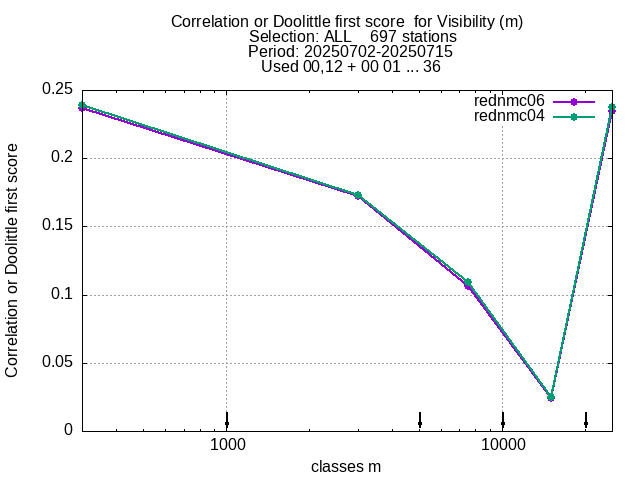 Correlation or Doolittle first score  for Visibility (m)
Selection: ALL    697 stations
Period: 20250702-20250715
Used 00,12 + 00 01 ... 36
rednmc06
rednmc04
0.25
0.2
0.15
0.1
0.05
0
Correlation or Doolittle first score
1000
10000
classes m